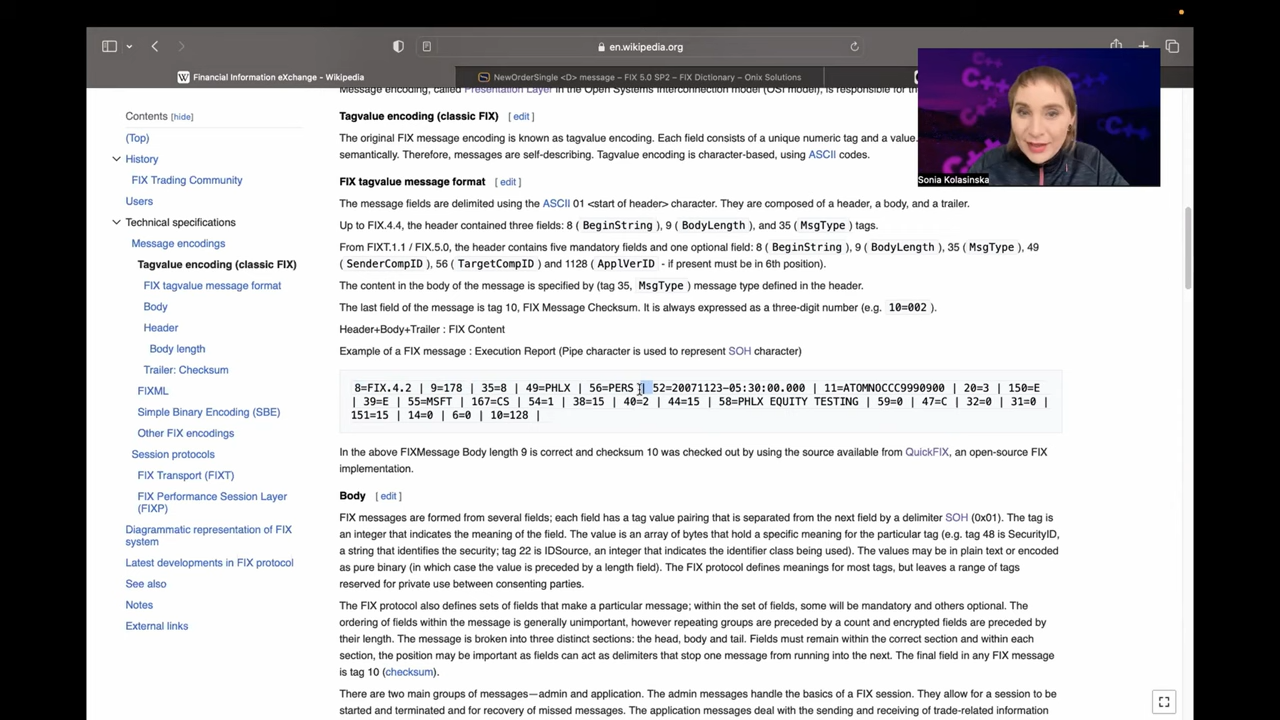 en.wikipedia.org
Financial Information eXchange - Wikipedia
NewOrderSingle <D> message – FIX 5.0 SP2 – FIX Dictionary – Onix Solutions
C++
Sonia Kolasinska
Contents [hide]
(Top)
History
FIX Trading Community
Users
Technical specifications
Message encodings
Tagvalue encoding (classic FIX)
FIX tagvalue message format
Body
Header
Body length
Trailer: Checksum
FIXML
Simple Binary Encoding (SBE)
Other FIX encodings
Session protocols
FIX Transport (FIXT)
FIX Performance Session Layer
(FIXP)
Diagrammatic representation of FIX
system
Latest developments in FIX protocol
See also
Notes
External links
Message encoding, called Presentation Layer in the Open Systems Interconnection model (OSI model), is responsible for the
Tagvalue encoding (classic FIX) [ edit ]
The original FIX message encoding is known as tagvalue encoding. Each field consists of a unique numeric tag and a value.
semantically. Therefore, messages are self-describing. Tagvalue encoding is character-based, using ASCII codes.
FIX tagvalue message format [ edit ]
The message fields are delimited using the ASCII 01 <start of header> character. They are composed of a header, a body, and a trailer.
Up to FIX.4.4, the header contained three fields: 8 ( BeginString ), 9 ( BodyLength ), and 35 ( MsgType ) tags.
From FIXT.1.1 / FIX.5.0, the header contains five mandatory fields and one optional field: 8 ( BeginString ), 9 ( BodyLength ), 35 ( MsgType ), 49
( SenderCompID ), 56 ( TargetCompID ) and 1128 ( ApplVerID - if present must be in 6th position).
The content in the body of the message is specified by (tag 35, MsgType ) message type defined in the header.
The last field of the message is tag 10, FIX Message Checksum. It is always expressed as a three-digit number (e.g. 10=002 ).
Header+Body+Trailer : FIX Content
Example of a FIX message : Execution Report (Pipe character is used to represent SOH character)
8=FIX.4.2 | 9=178 | 35=8 | 49=PHLX | 56=PERS | 52=20071123-05:30:00.000 | 11=ATOMNOCCC9990900 | 20=3 | 150=E
| 39=E | 55=MSFT | 167=CS | 54=1 | 38=15 | 40=2 | 44=15 | 58=PHLX EQUITY TESTING | 59=0 | 47=C | 32=0 | 31=0 |
151=15 | 14=0 | 6=0 | 10=128 |
In the above FIXMessage Body length 9 is correct and checksum 10 was checked out by using the source available from QuickFIX, an open-source FIX
implementation.
Body [ edit ]
FIX messages are formed from several fields; each field has a tag value pairing that is separated from the next field by a delimiter SOH (0x01). The tag is
an integer that indicates the meaning of the field. The value is an array of bytes that hold a specific meaning for the particular tag (e.g. tag 48 is SecurityID,
a string that identifies the security; tag 22 is IDSource, an integer that indicates the identifier class being used). The values may be in plain text or encoded
as pure binary (in which case the value is preceded by a length field). The FIX protocol defines meanings for most tags, but leaves a range of tags
reserved for private use between consenting parties.
The FIX protocol also defines sets of fields that make a particular message; within the set of fields, some will be mandatory and others optional. The
ordering of fields within the message is generally unimportant, however repeating groups are preceded by a count and encrypted fields are preceded by
their length. The message is broken into three distinct sections: the head, body and tail. Fields must remain within the correct section and within each
section, the position may be important as fields can act as delimiters that stop one message from running into the next. The final field in any FIX message
is tag 10 (checksum).
There are two main groups of messages—admin and application. The admin messages handle the basics of a FIX session. They allow for a session to be
started and terminated and for recovery of missed messages. The application messages deal with the sending and receiving of trade-related information